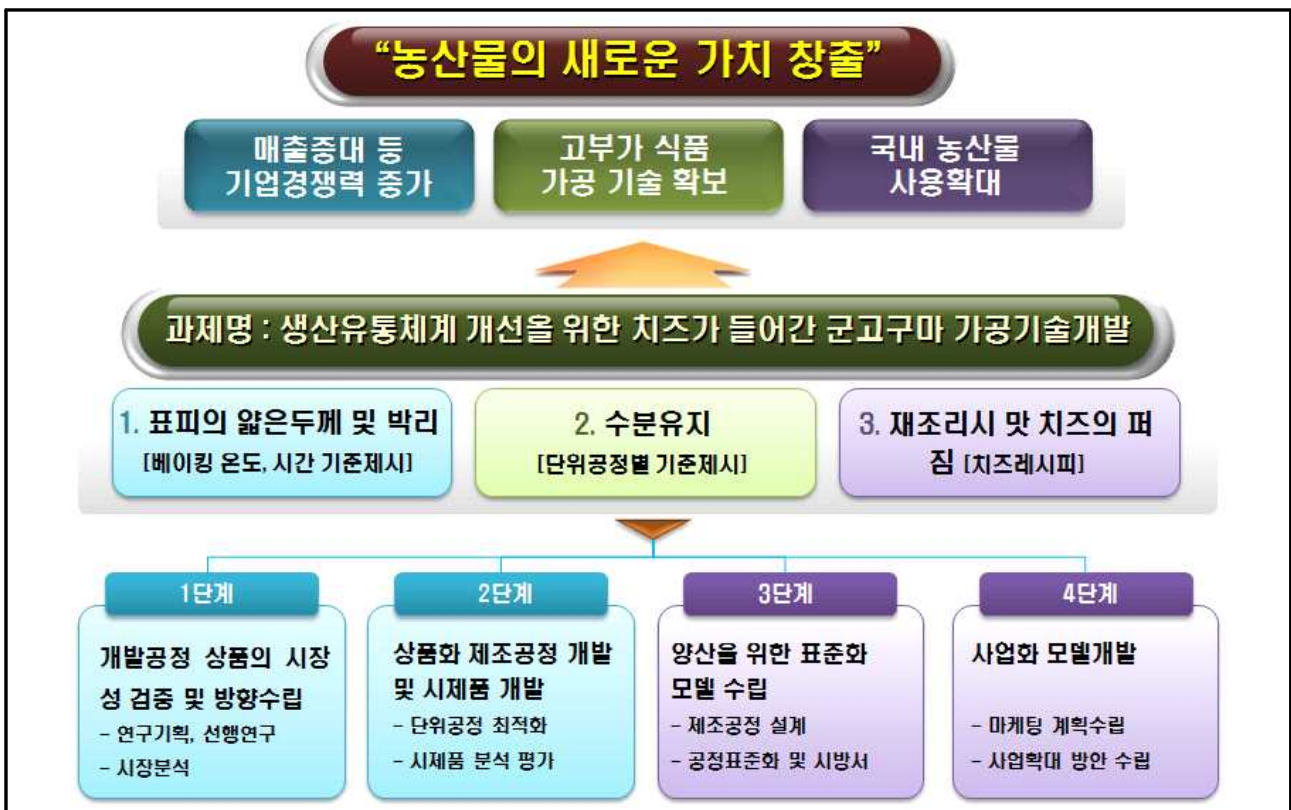 “농산물의 새로운 가치 창출”
매출증대 등
기업경쟁력 증가
고부가 식품
가공 기술 확보
국내 농산물
사용확대
과제명 : 생산유통체계 개선을 위한 치즈가 들어간 군고구마 가공기술개발
1. 표피의 얇은두께 및 박리
[베이킹 온도, 시간 기준제시]
2. 수분유지
[단위공정별 기준제시]
3. 재조리시 맛 치즈의 퍼
짐 [치즈레시피]
1단계
개발공정 상품의 시장
성 검증 및 방향수립
- 연구기획, 선행연구
- 시장분석
2단계
상품화 제조공정 개발
및 시제품 개발
- 단위공정 최적화
- 시제품 분석 평가
3단계
양산을 위한 표준화
모델 수립
- 제조공정 설계
- 공정표준화 및 시방서
4단계
사업화 모델개발
- 마케팅 계획수립
- 사업확대 방안 수립